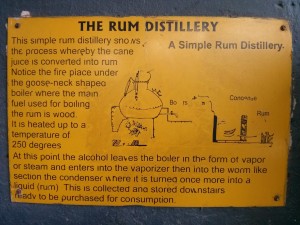 THE RUM DISTILLERY
This simple rum distillery shows
the process whereby the cane
juice is converted into rum
Notice the fire place under
the goose-neck shaped
boiler where the main
fuel used for boiling
the rum is wood.
It is heated up to a
temperature of
250 degrees
A Simple Rum Distillery.
Condenser
Rum
At this point the alcohol leaves the boiler in the form of vapor
or steam and enters into the vaporizer then into the worm like
section the condenser where it is turned once more into a
liquid (rum) This is collected and stored downstairs
ready to be purchased for consumption.